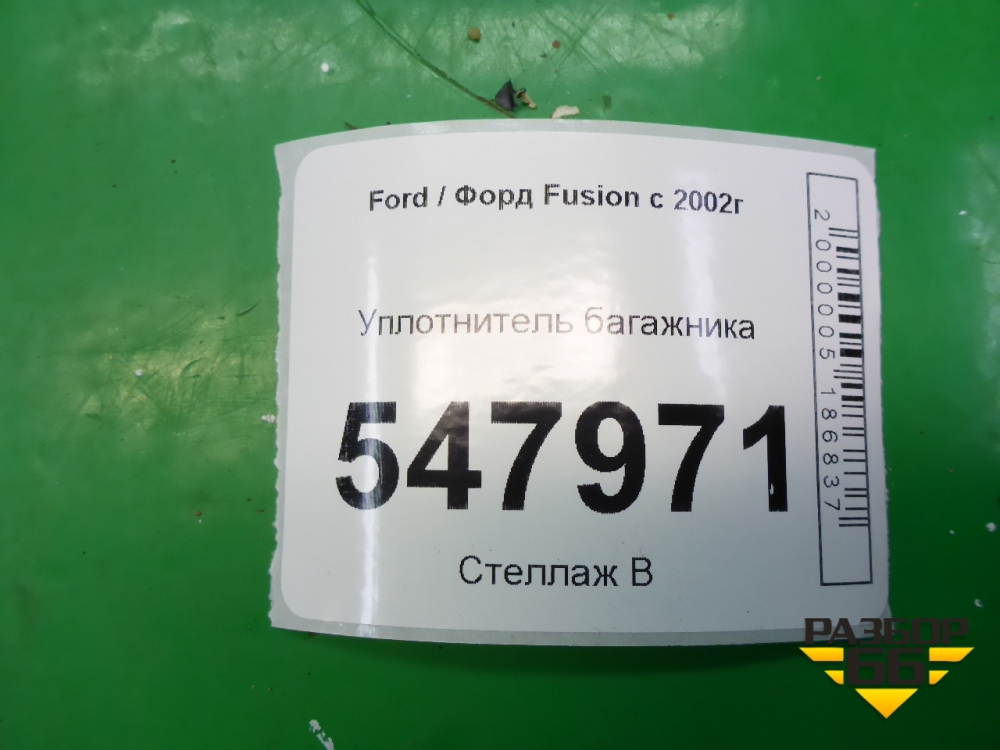 Ford / Форд Fusion с 2002г
Уплотнитель багажника
547971
Стеллаж В
2000005186837
РАЗБОР
66